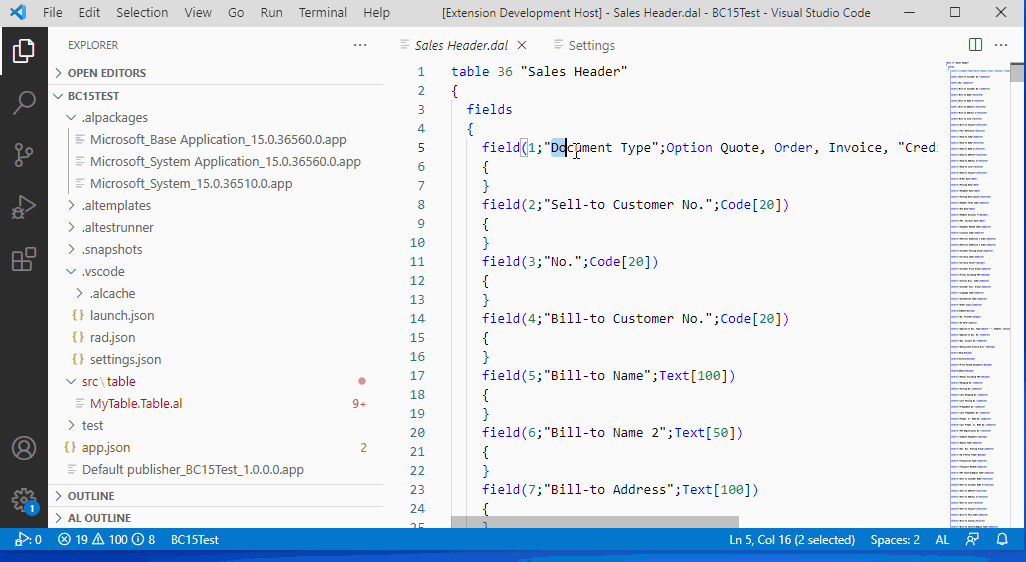 File Edit Selection View Go Run Terminal Help [Extension Development Host] - Sales Header.dal - BC15Test - Visual Studio Code
EXPLORER
OPEN EDITORS
BC15TEST
.alpackages
Microsoft_Base Application_15.0.36560.0.app
Microsoft_System Application_15.0.36560.0.app
Microsoft_System_15.0.36510.0.app
.altemplates
.altestrunner
.snapshots
.vscode
.alcache
{} launch.json
{} rad.json
{} settings.json
src\table
MyTable.Table.al 9+
test
{} app.json 2
Default publisher_BC15Test_1.0.0.0.app
OUTLINE
AL OUTLINE
1
Sales Header.dal Settings
1 table 36 "Sales Header"
2 {
3 fields
4 {
5 field(1;"Document Type";Option Quote, Order, Invoice, "Cred
6 {
7 }
8 field(2;"Sell-to Customer No.";Code[20])
9 {
10 }
11 field(3;"No.";Code[20])
12 {
13 }
14 field(4;"Bill-to Customer No.";Code[20])
15 {
16 }
17 field(5;"Bill-to Name";Text[100])
18 {
19 }
20 field(6;"Bill-to Name 2";Text[50])
21 {
22 }
23 field(7;"Bill-to Address";Text[100])
24 {
25 }
0 19 100 8 BC15Test Ln 5, Col 16 (2 selected) Spaces: 2 AL